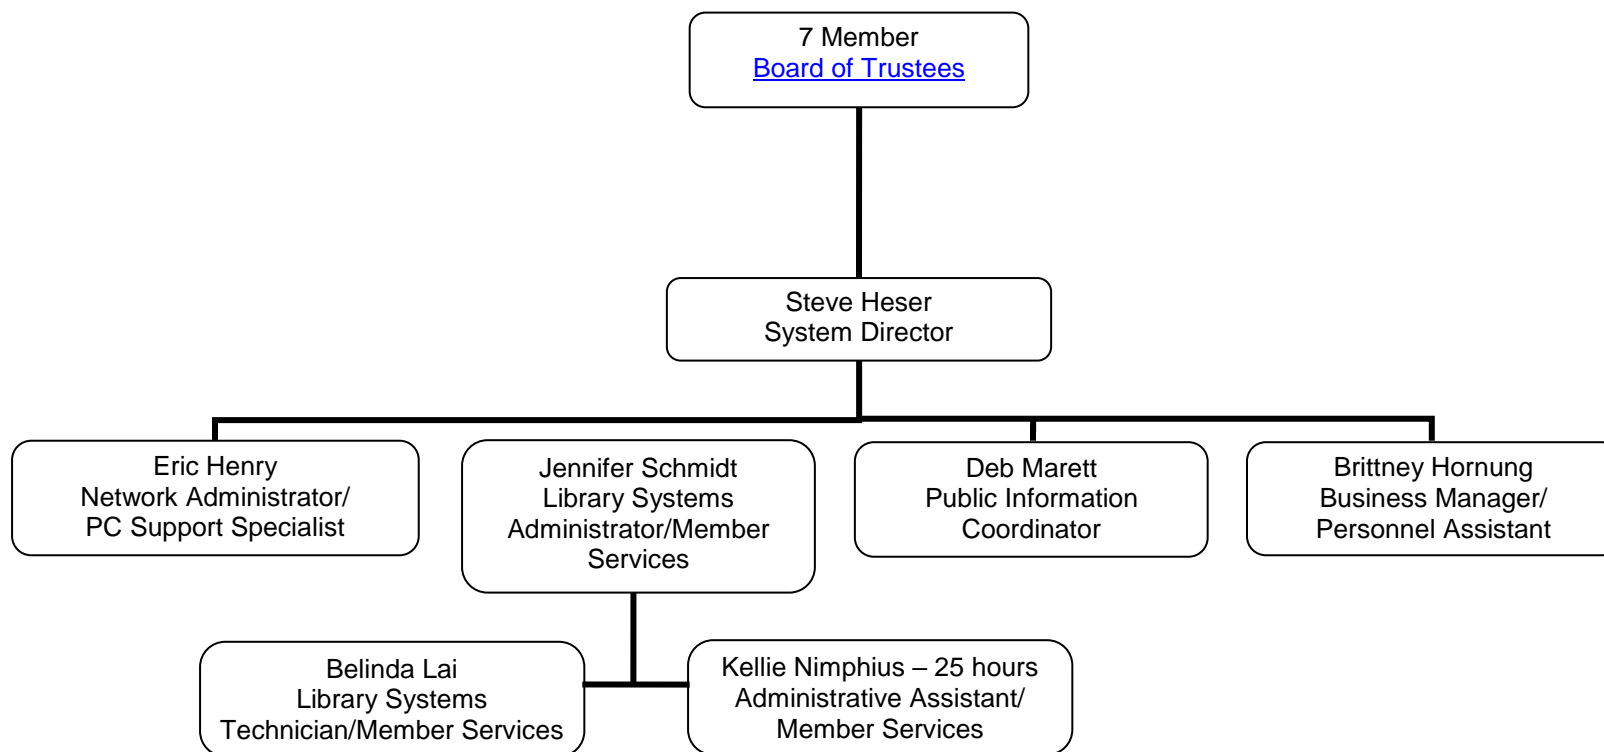 7 Member
Board of Trustees
Steve Heser
System Director
Eric Henry
Network Administrator/
PC Support Specialist
Jennifer Schmidt
Library Systems
Administrator/Member
Services
Deb Marett
Public Information
Coordinator
Brittney Hornung
Business Manager/
Personnel Assistant
Belinda Lai
Library Systems
Technician/Member Services
Kellie Nimphius – 25 hours
Administrative Assistant/
Member Services